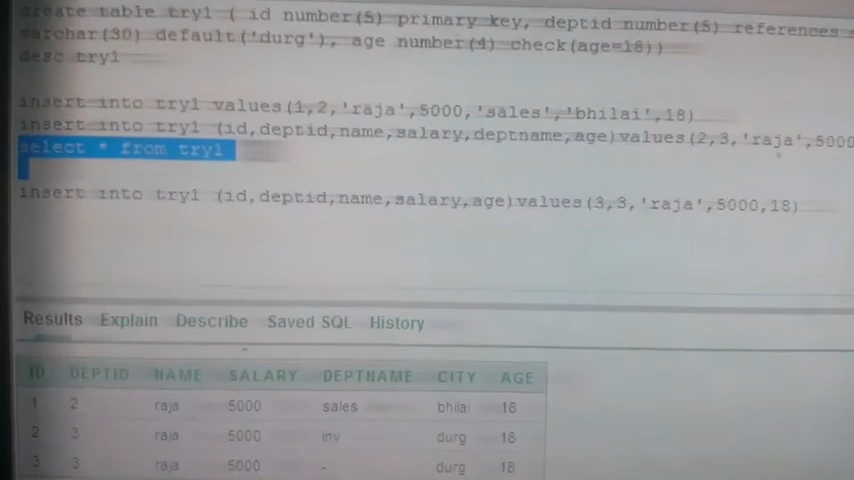 create table try1 ( id number(5) primary key, deptid number(5) references
varchar(30) default('durg'), age number(4) check(age=18))
desc try1
insert into try1 values(1,2,'raja',5000,'sales','bhilai',18)
insert into try1 (id,deptid,name,salary,deptname,age)values(2,3,'raja',5000
select * from try1
insert into try1 (id,deptid,name,salary,age)values(3,3,'raja',5000,18)
Results Explain Describe Saved SQL History
ID DEPTID NAME SALARY DEPTNAME CITY AGE
1 2 raja 5000 sales bhilai 18
2 3 raja 5000 inv durg 18
3 3 raja 5000 - durg 18